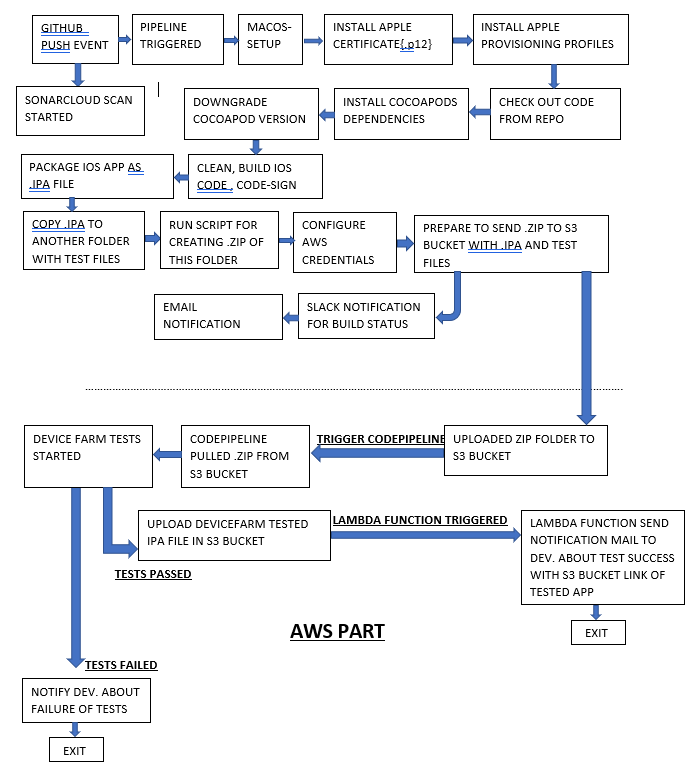 GITHUB
PUSH EVENT
PIPELINE
TRIGGERED
MACOS-
SETUP
INSTALL APPLE
CERTIFICATE{.p12}
INSTALL APPLE
PROVISIONING PROFILES
SONARCLOUD SCAN
STARTED
DOWNGRADE
COCOAPOD VERSION
INSTALL COCOAPODS
DEPENDENCIES
CHECK OUT CODE
FROM REPO
PACKAGE IOS APP AS
.IPA FILE
CLEAN, BUILD IOS
CODE , CODE-SIGN
COPY .IPA TO
ANOTHER FOLDER
WITH TEST FILES
RUN SCRIPT FOR
CREATING .ZIP OF
THIS FOLDER
CONFIGURE
AWS
CREDENTIALS
PREPARE TO SEND .ZIP TO S3
BUCKET WITH .IPA AND TEST
FILES
EMAIL
NOTIFICATION
SLACK NOTIFICATION
FOR BUILD STATUS
DEVICE FARM TESTS
STARTED
CODEPIPELINE
PULLED .ZIP FROM
S3 BUCKET
TRIGGER CODEPIPELINE
UPLOADED ZIP FOLDER TO
S3 BUCKET
UPLOAD DEVICEFARM TESTED
IPA FILE IN S3 BUCKET
LAMBDA FUNCTION TRIGGERED
LAMBDA FUNCTION SEND
NOTIFICATION MAIL TO
DEV. ABOUT TEST SUCCESS
WITH S3 BUCKET LINK OF
TESTED APP
TESTS PASSED
EXIT
AWS PART
TESTS FAILED
NOTIFY DEV. ABOUT
FAILURE OF TESTS
EXIT